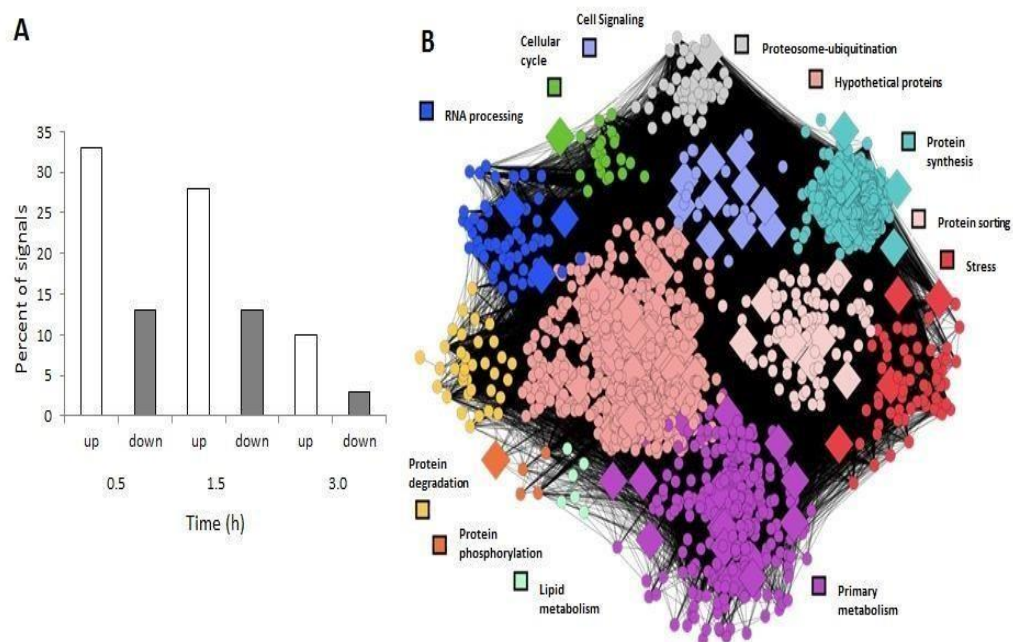 A
Percent of signals
35
30
25
20
15
10
5
0
up down up down up down
0.5 1.5 3.0
Time (h)
B
Cell Signaling
Cellular
cycle
RNA processing
Proteosome-ubiquitination
Hypothetical proteins
Protein
synthesis
Protein sorting
Stress
Protein
degradation
Protein
phosphorylation
Lipid
metabolism
Primary
metabolism